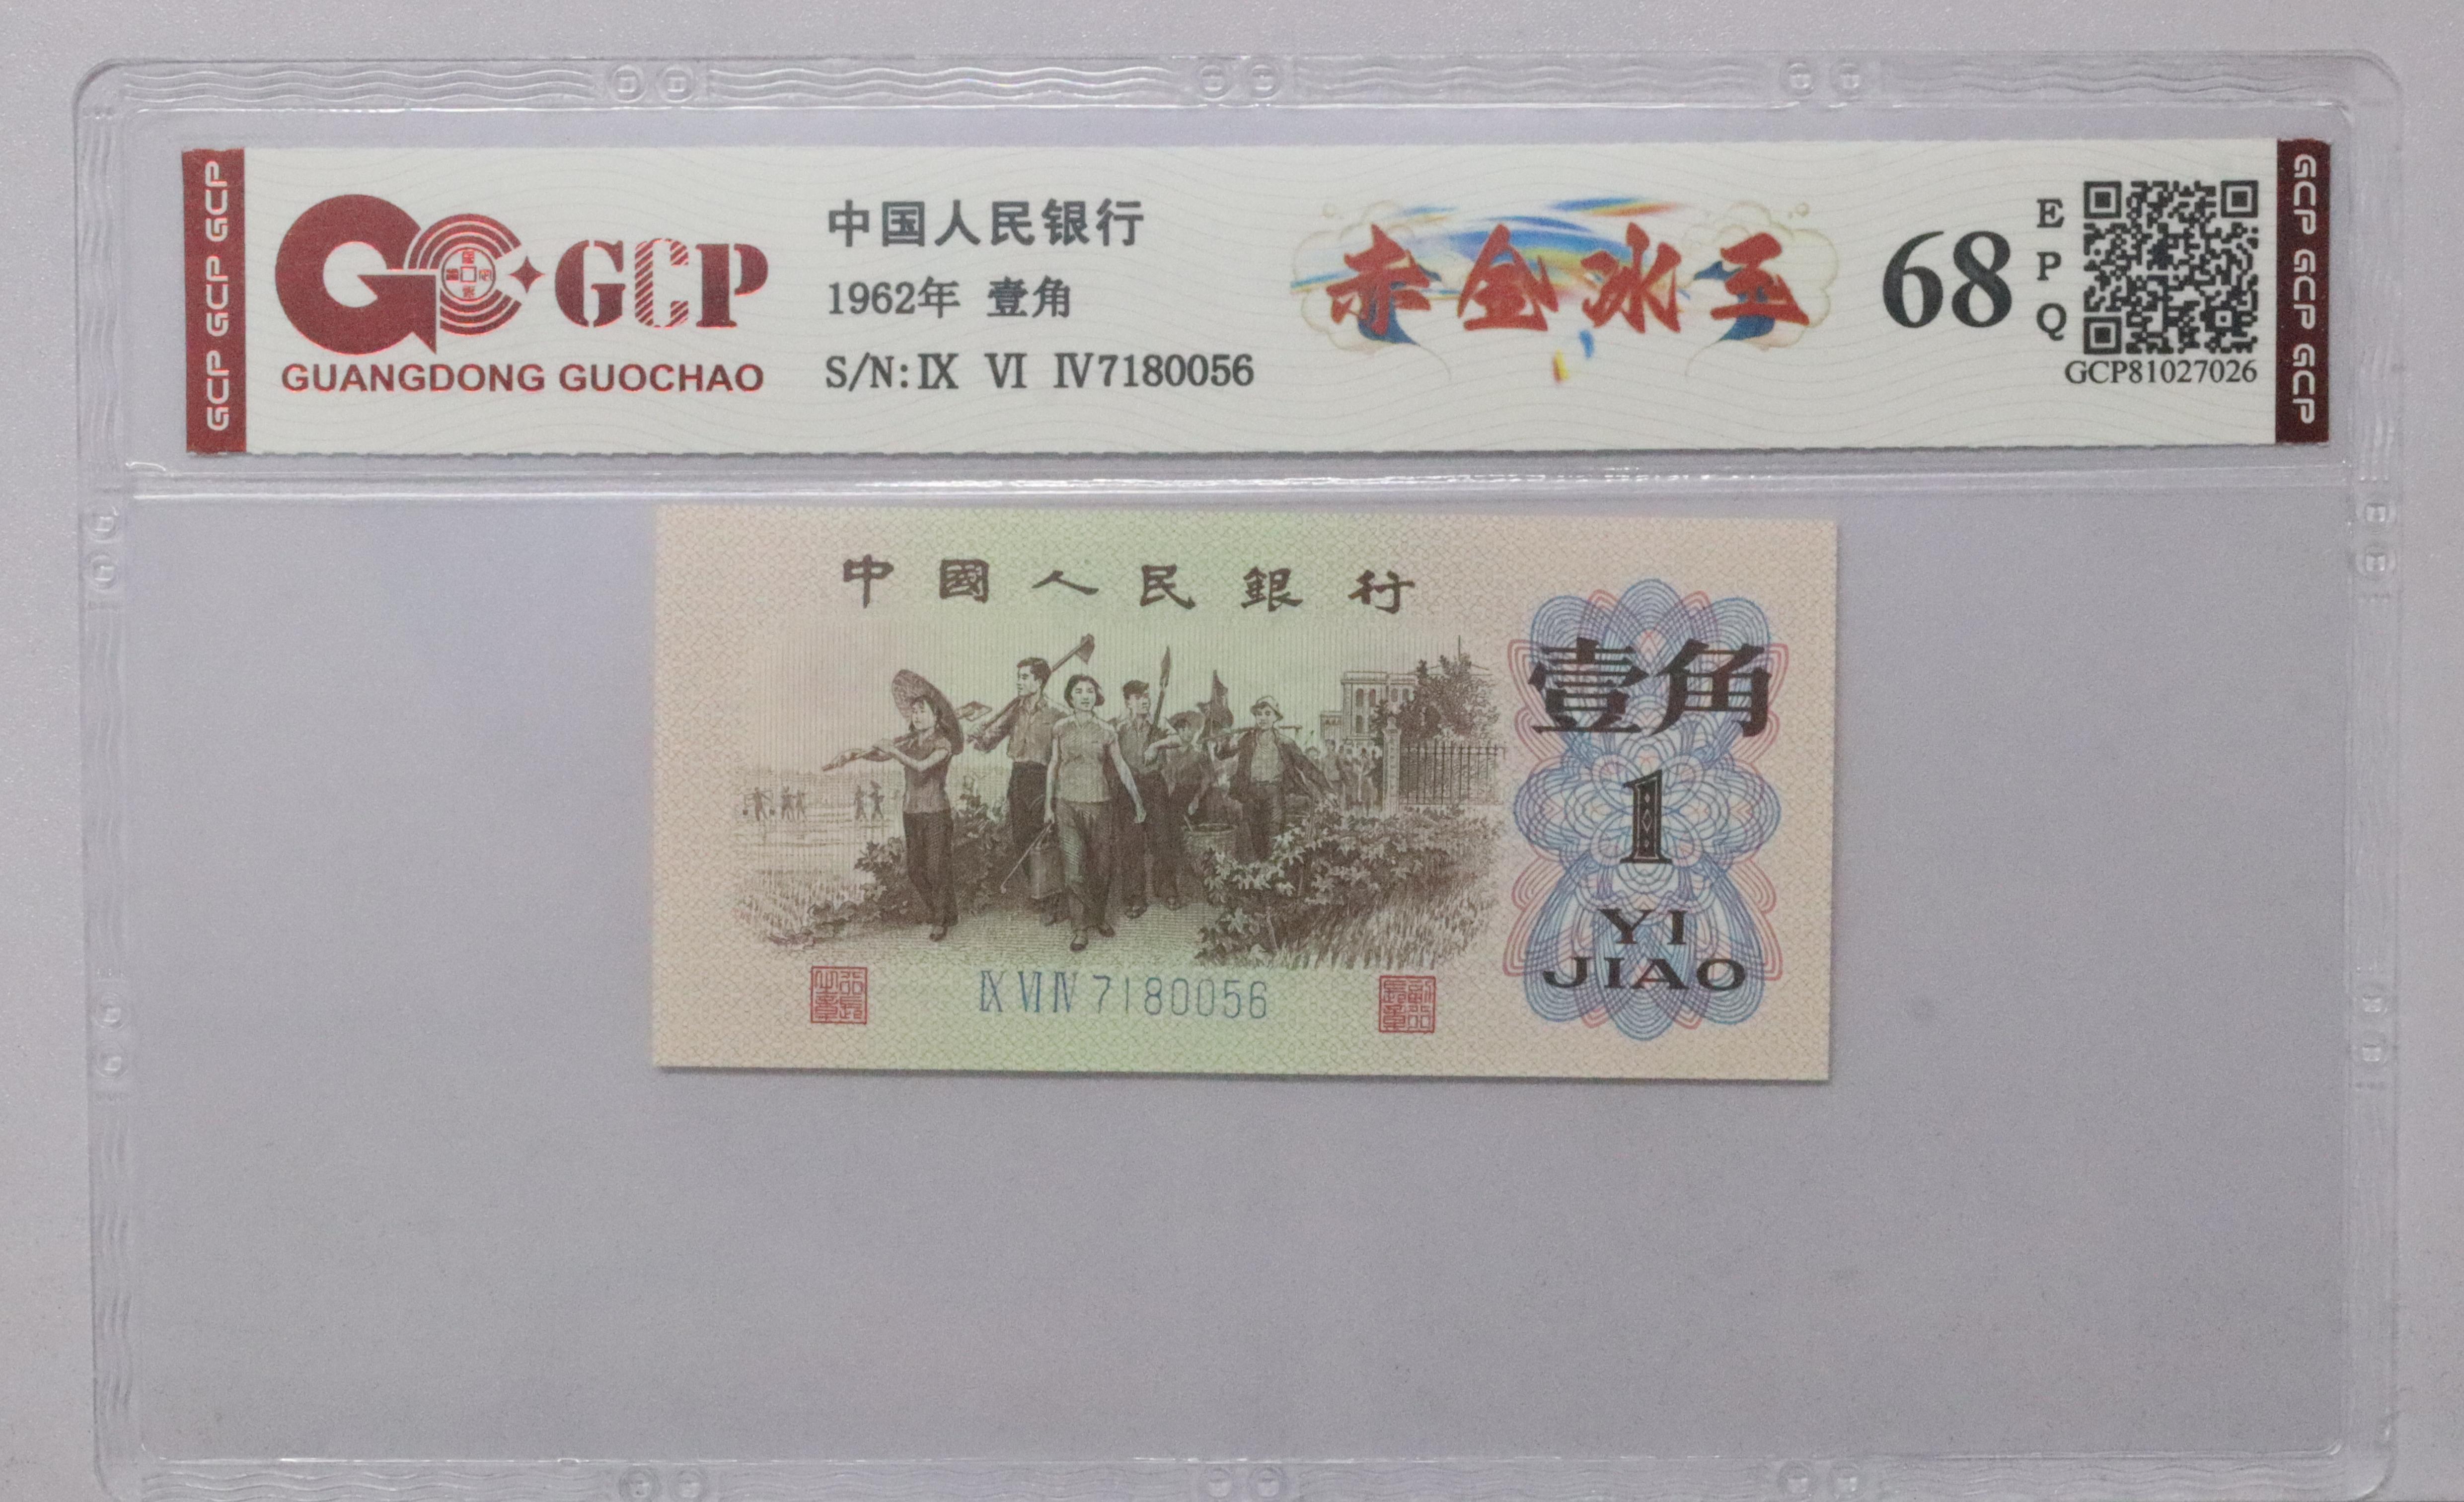 GCP GCP GCP
GCP
GUANGDONG GUOCHAO
中国人民银行
1962年 壹角
S/N:Ⅸ Ⅵ Ⅳ7180056
赤金冰玉
68
E
P
Q
GCP81027026
GCP GCP GCP
中國人民銀行
壹角
1
YI
JIAO
Ⅸ Ⅵ Ⅳ 7180056